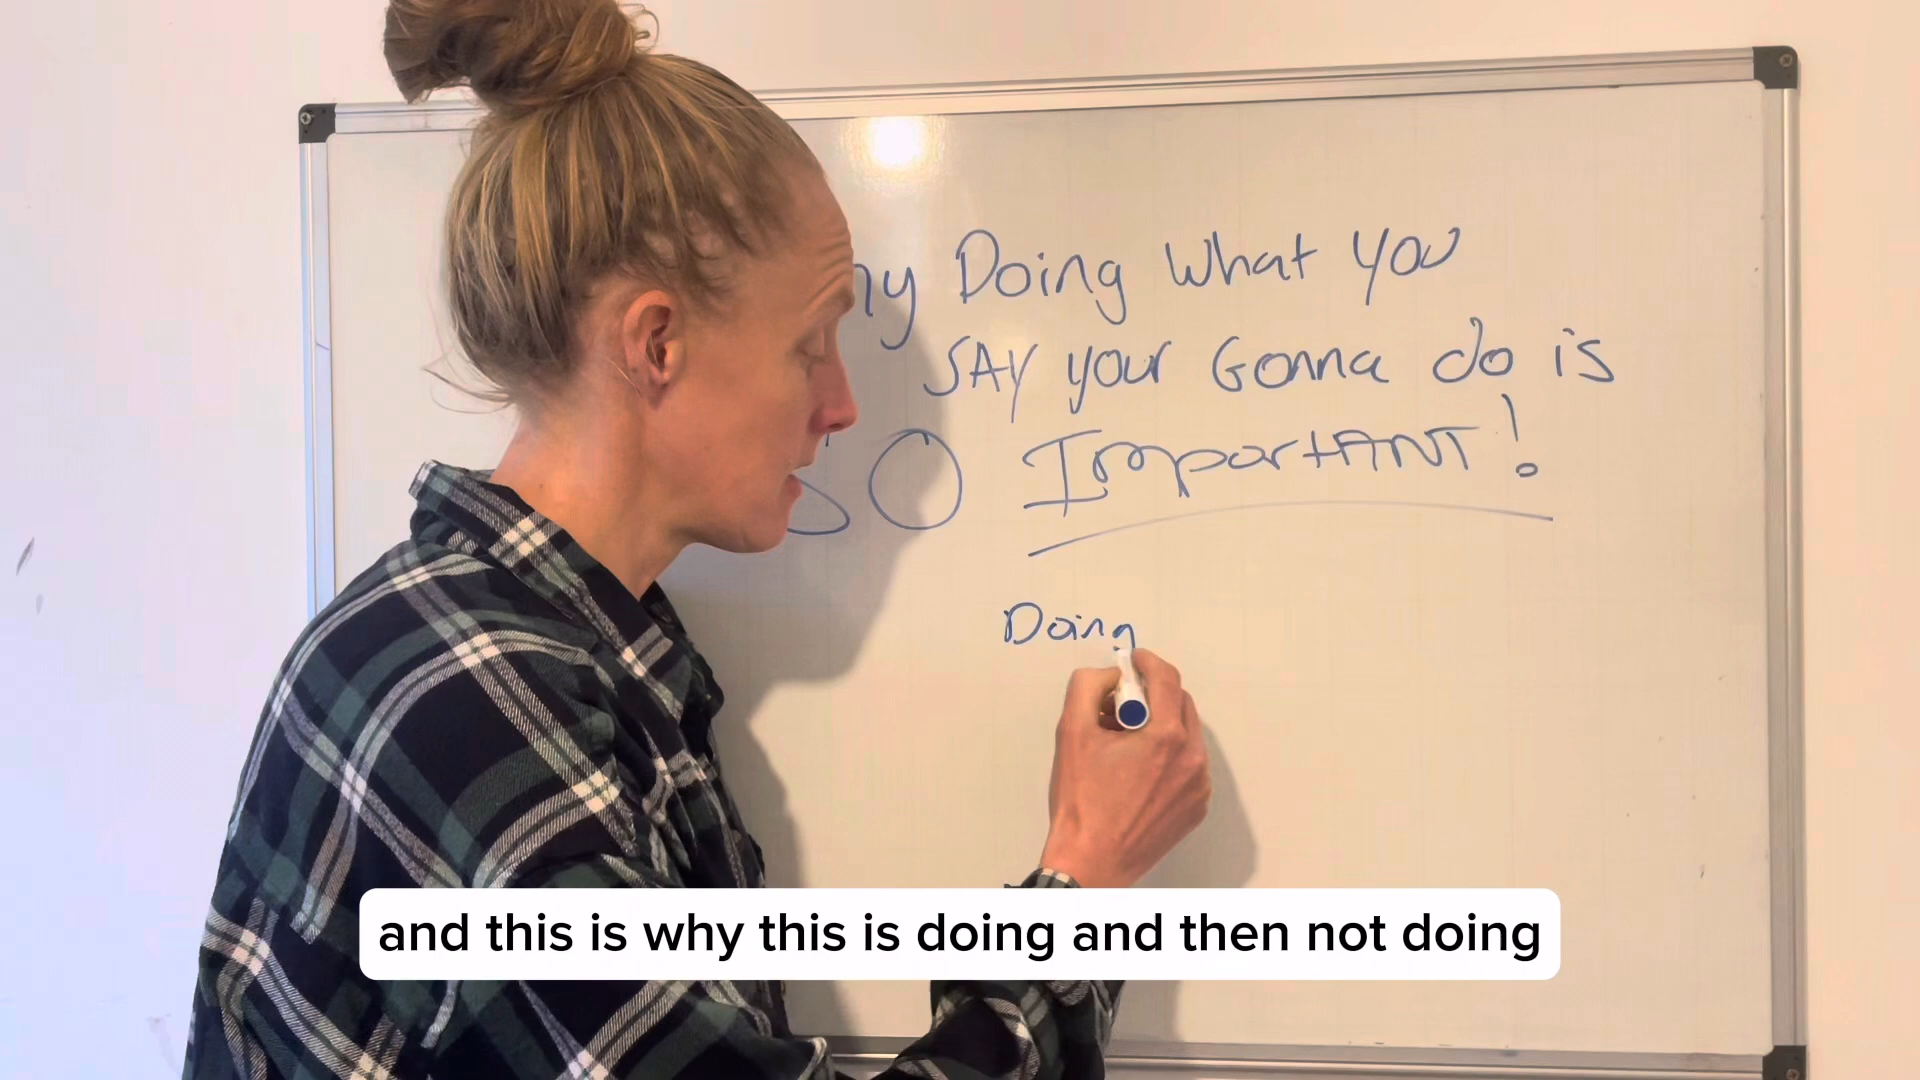 hy Doing What you
SAY your Gonna do is
SO ImportANT!
Doing
and this is why this is doing and then not doing